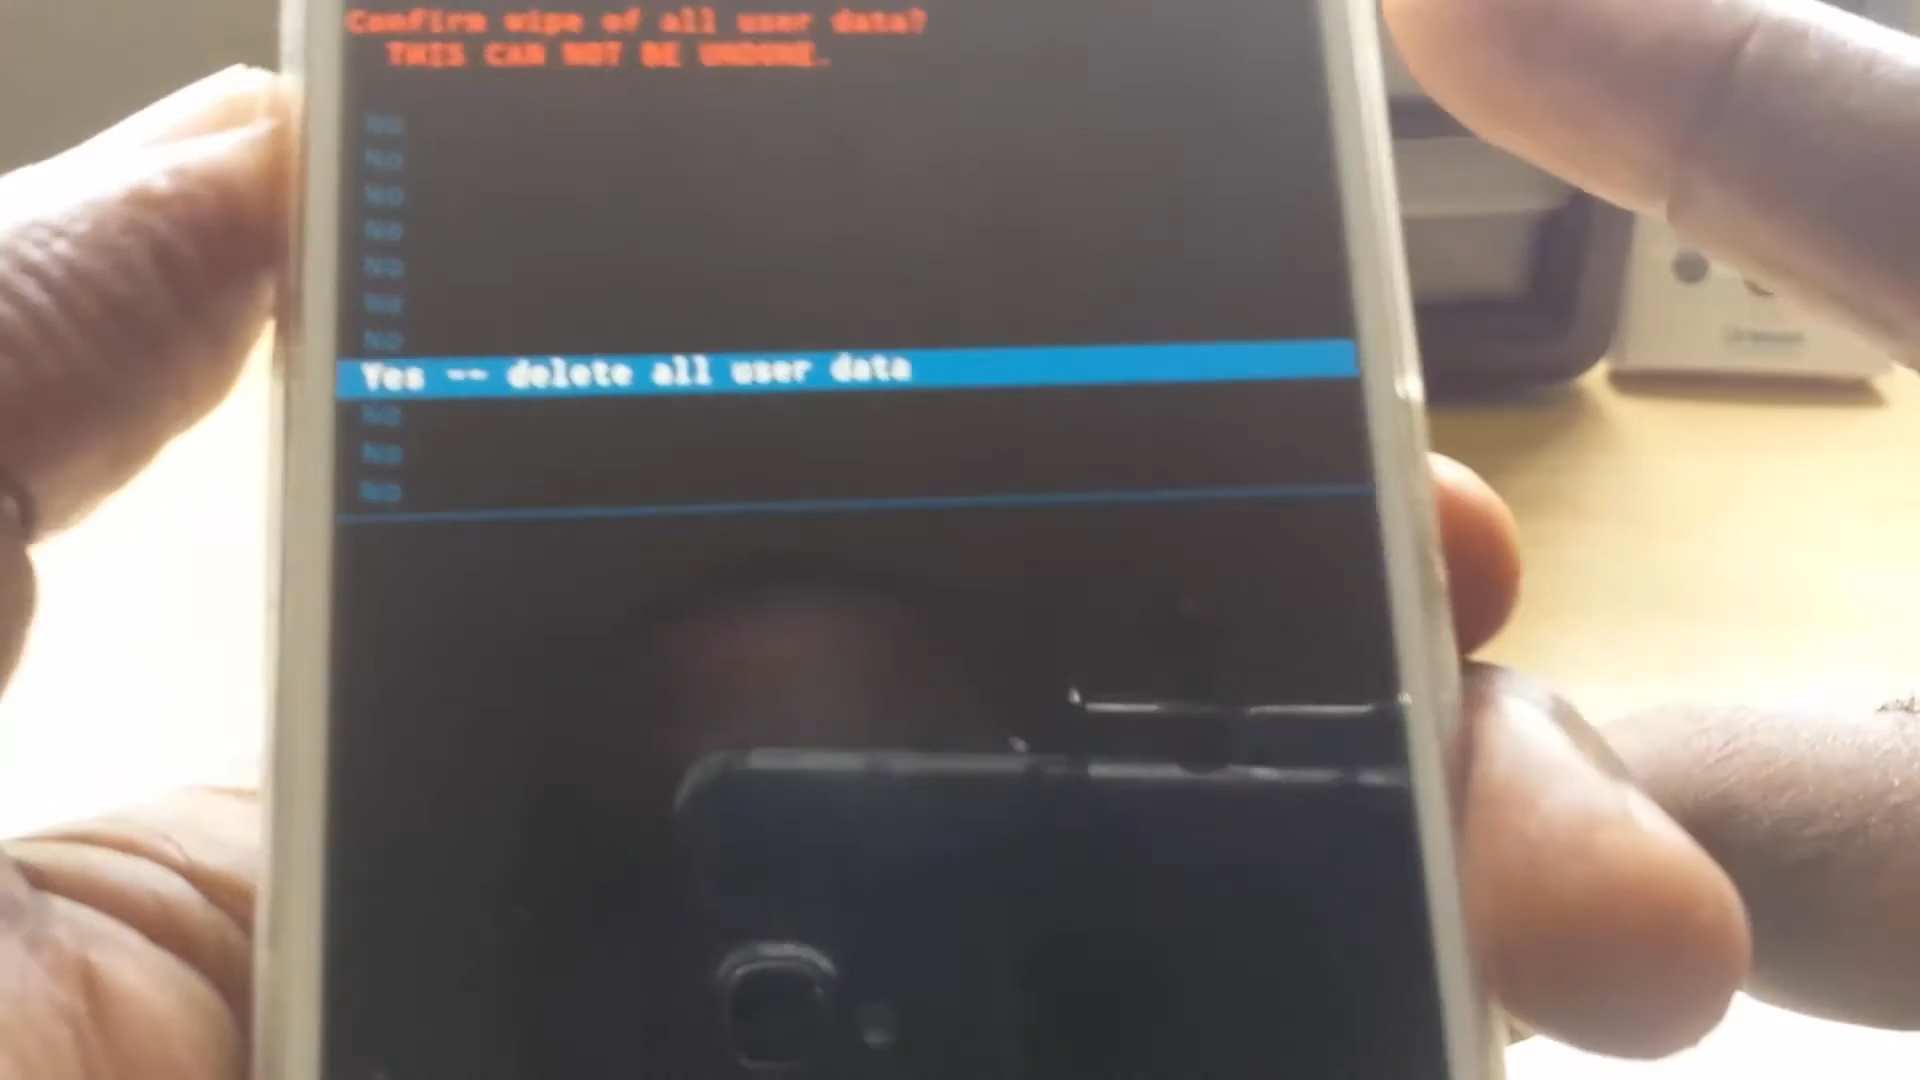 Confirm wipe of all user data?
THIS CAN NOT BE UNDONE.
No
No
No
No
No
No
No
Yes -- delete all user data
No
No
No